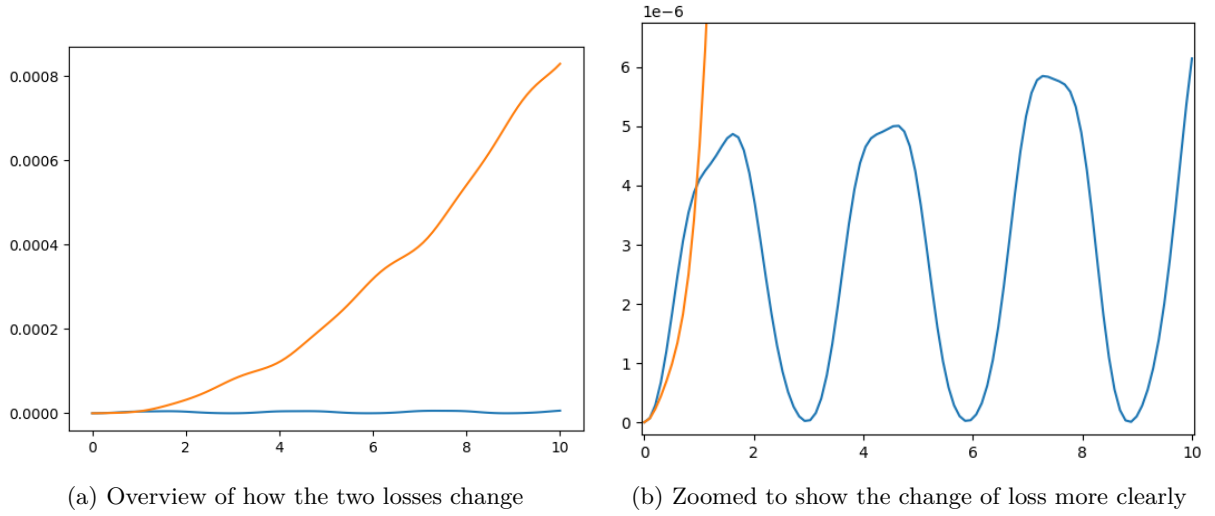 0.0008
0.0006
0.0004
0.0002
0.0000
0 2 4 6 8 10
(a) Overview of how the two losses change
1e−6
6
5
4
3
2
1
0
0 2 4 6 8 10
(b) Zoomed to show the change of loss more clearly